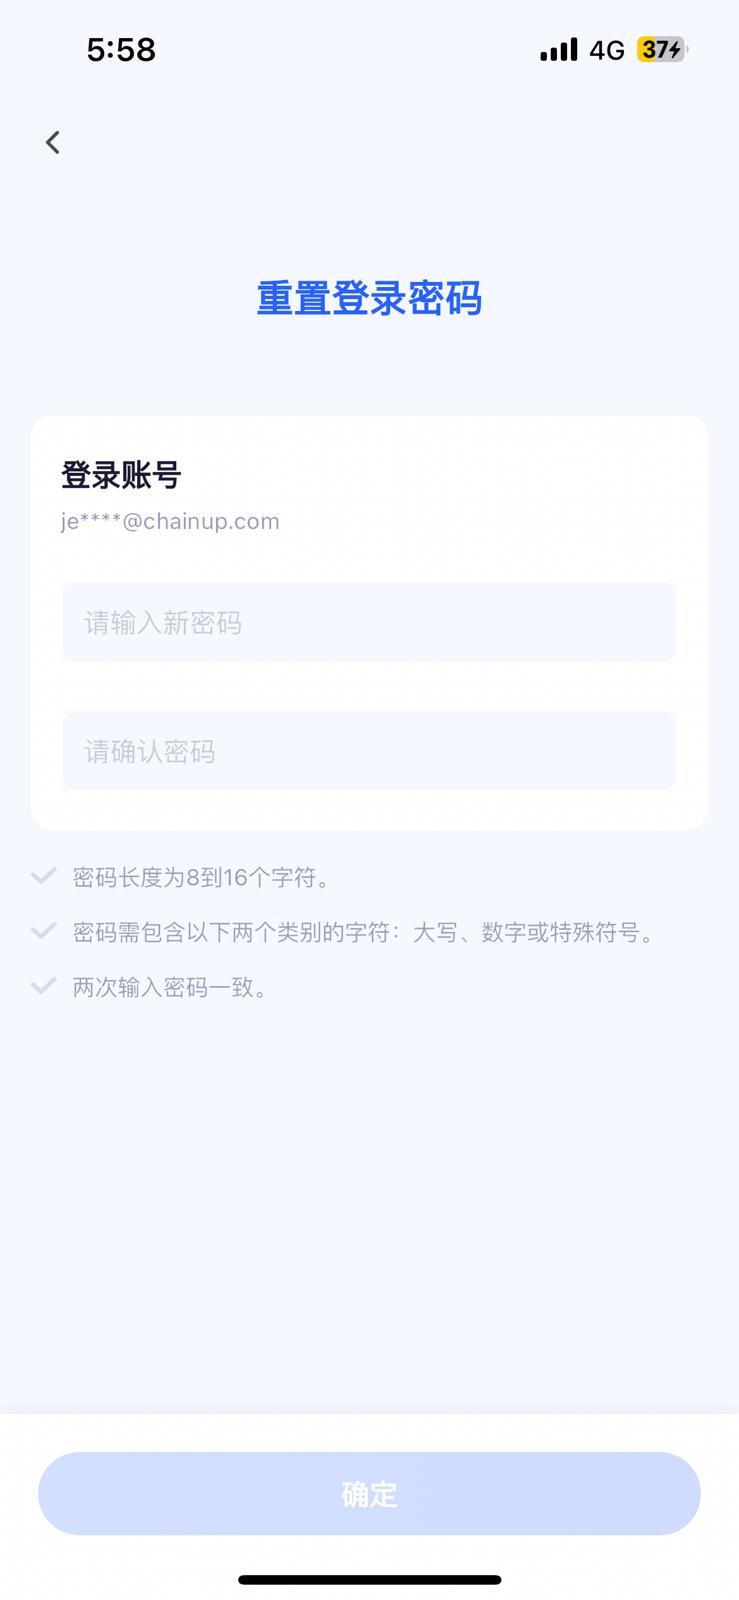 5:58
4G 37
重置登录密码
登录账号
je****@chainup.com
请输入新密码
请确认密码
密码长度为8到16个字符。
密码需包含以下两个类别的字符：大写、数字或特殊符号。
两次输入密码一致。
确定